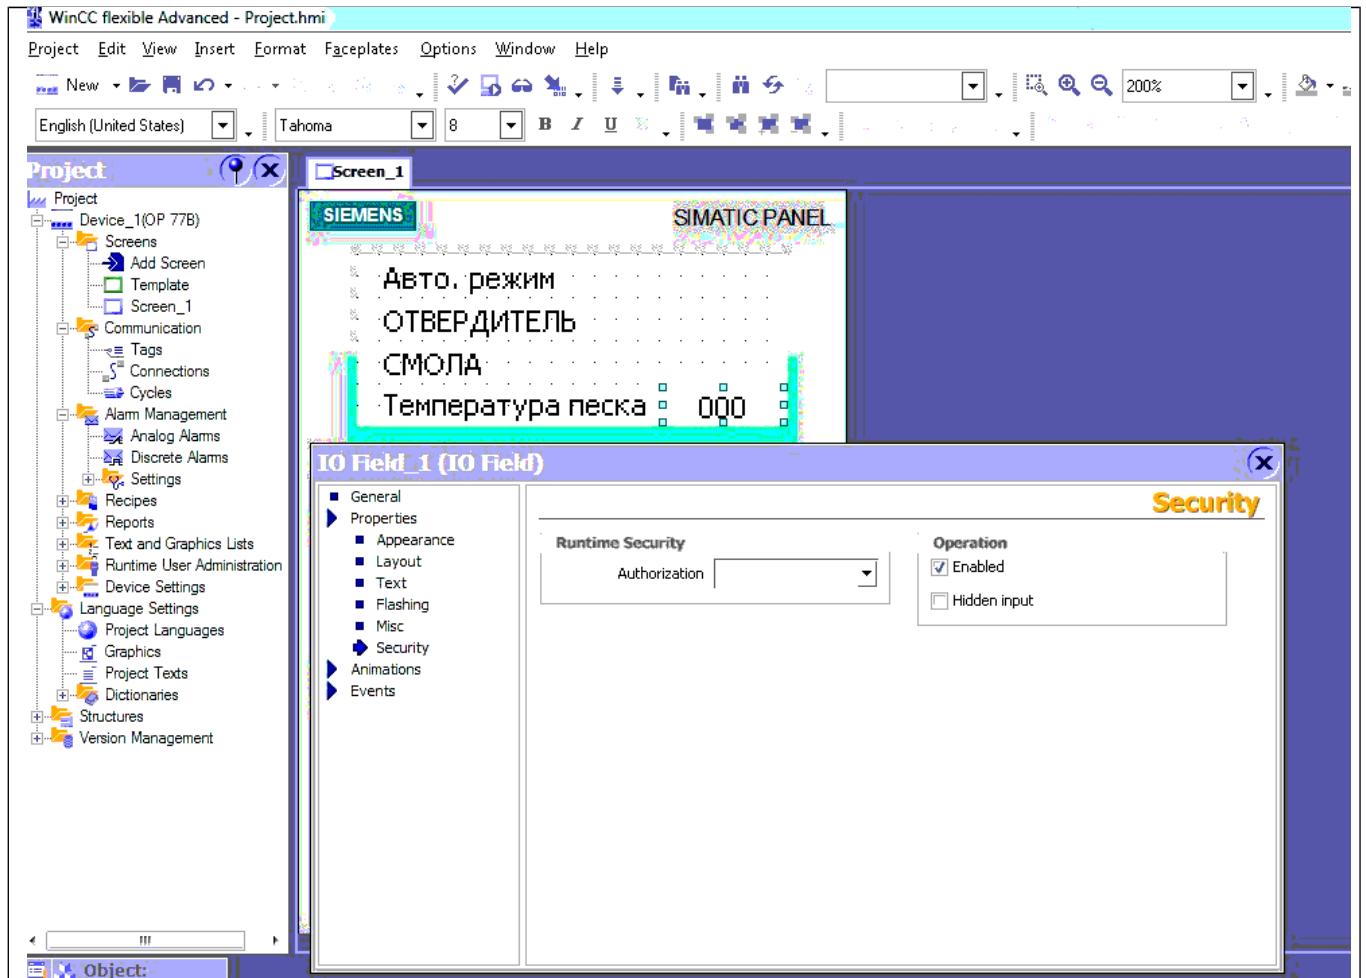 WinCC flexible Advanced - Project.hmi
Project Edit View Insert Format Faceplates Options Window Help
New 200%
English (United States) Tahoma 8 B I U
Project
Screen_1
Project
Device_1(OP 77B)
Screens
Add Screen
Template
Screen_1
Communication
Tags
Connections
Cycles
Alarm Management
Analog Alarms
Discrete Alarms
Settings
Recipes
Reports
Text and Graphics Lists
Runtime User Administration
Device Settings
Language Settings
Project Languages
Graphics
Project Texts
Dictionaries
Structures
Version Management
SIEMENS
SIMATIC PANEL
Авто. режим
ОТВЕРДИТЕЛЬ
СМОЛА
Температура песка 000
IO Field_1 (IO Field)
General
Properties
Appearance
Layout
Text
Flashing
Misc
Security
Animations
Events
Security
Runtime Security
Authorization
Operation
Enabled
Hidden input
Object: